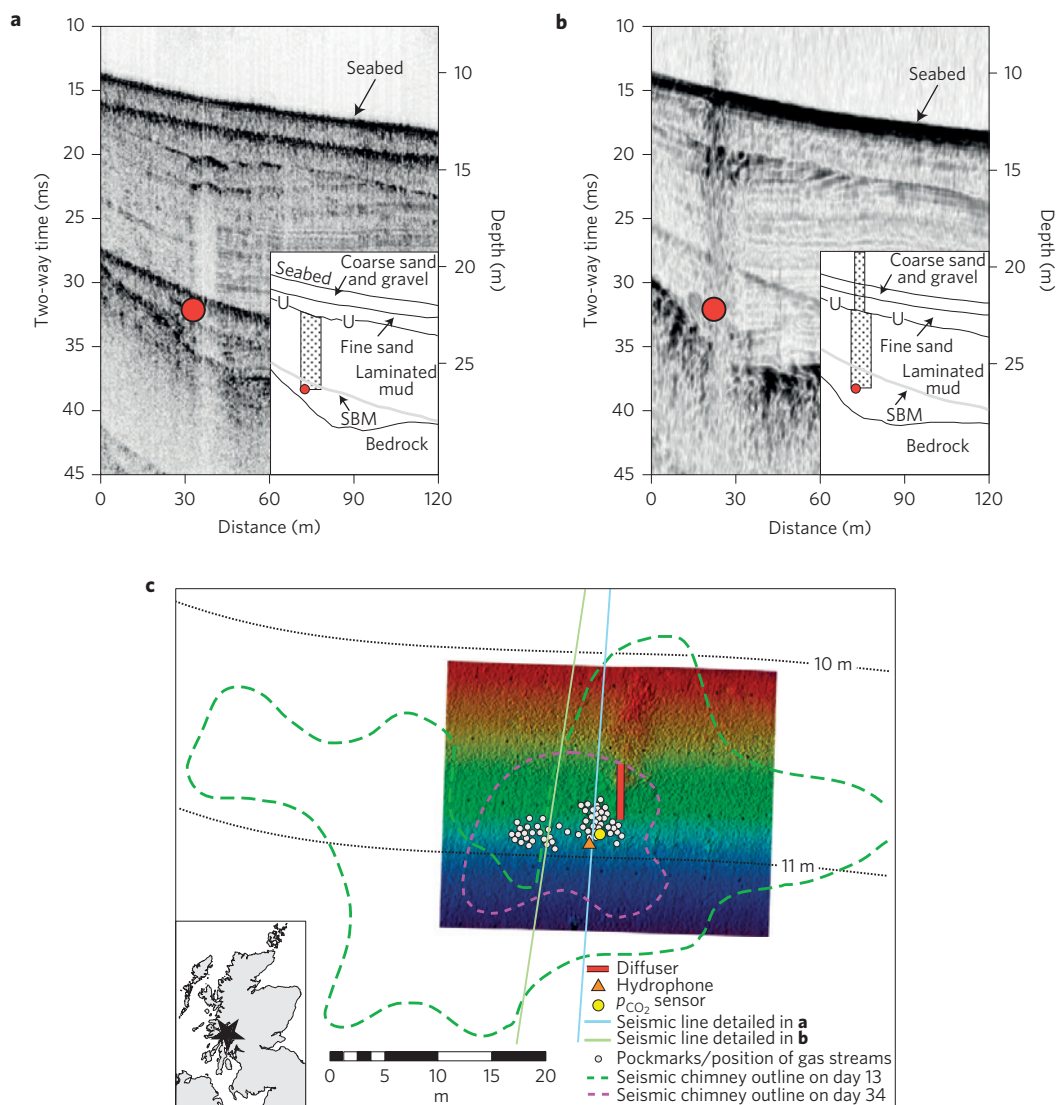 a
10
15
20
25
30
35
40
45
Two-way time (ms)
Seabed
10
15
20
25
Depth (m)
Seabed
Coarse sand
and gravel
U
U
Fine sand
Laminated
mud
SBM
Bedrock
0
30
60
90
120
Distance (m)
b
10
15
20
25
30
35
40
45
Two-way time (ms)
Seabed
10
15
20
25
Depth (m)
Coarse sand
and gravel
U
U
Fine sand
Laminated
mud
SBM
Bedrock
0
30
60
90
120
Distance (m)
c
10 m
11 m
Diffuser
Hydrophone
pCO2 sensor
Seismic line detailed in a
Seismic line detailed in b
Pockmarks/position of gas streams
Seismic chimney outline on day 13
Seismic chimney outline on day 34
0 5 10 15 20
m